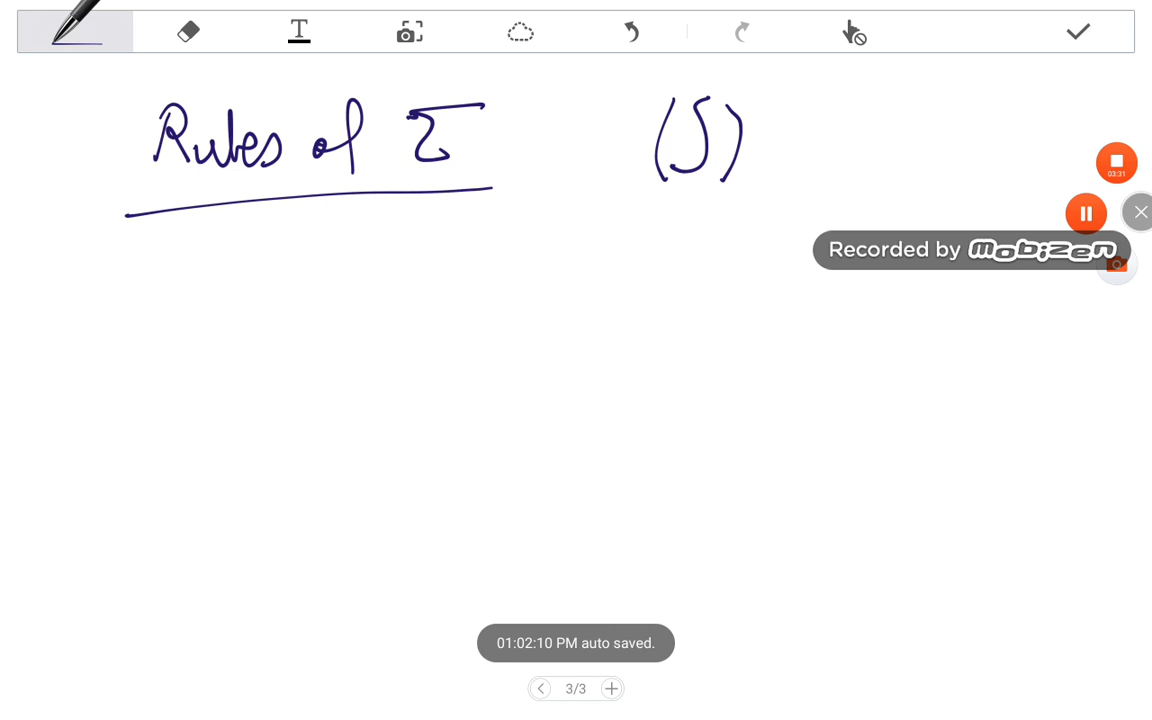 T
Rules of Σ (∫)
03:31
Recorded by mobizen
01:02:10 PM auto saved.
3/3